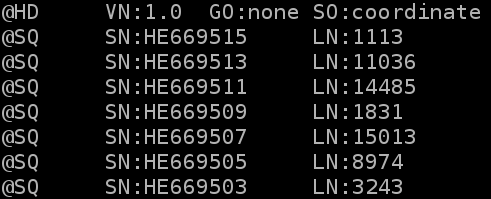 @HD VN:1.0 GO:none SO:coordinate
@SQ SN:HE669515 LN:1113
@SQ SN:HE669513 LN:11036
@SQ SN:HE669511 LN:14485
@SQ SN:HE669509 LN:1831
@SQ SN:HE669507 LN:15013
@SQ SN:HE669505 LN:8974
@SQ SN:HE669503 LN:3243